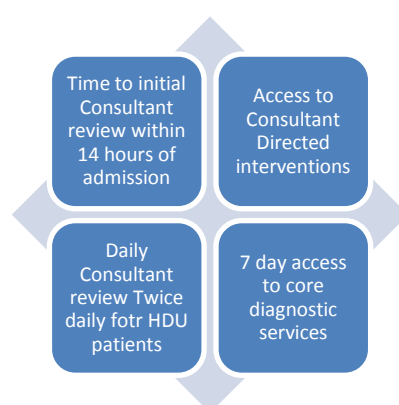 Time to initial
Consultant
review within
14 hours of
admission
Access to
Consultant
Directed
interventions
Daily
Consultant
review Twice
daily fotr HDU
patients
7 day access
to core
diagnostic
services